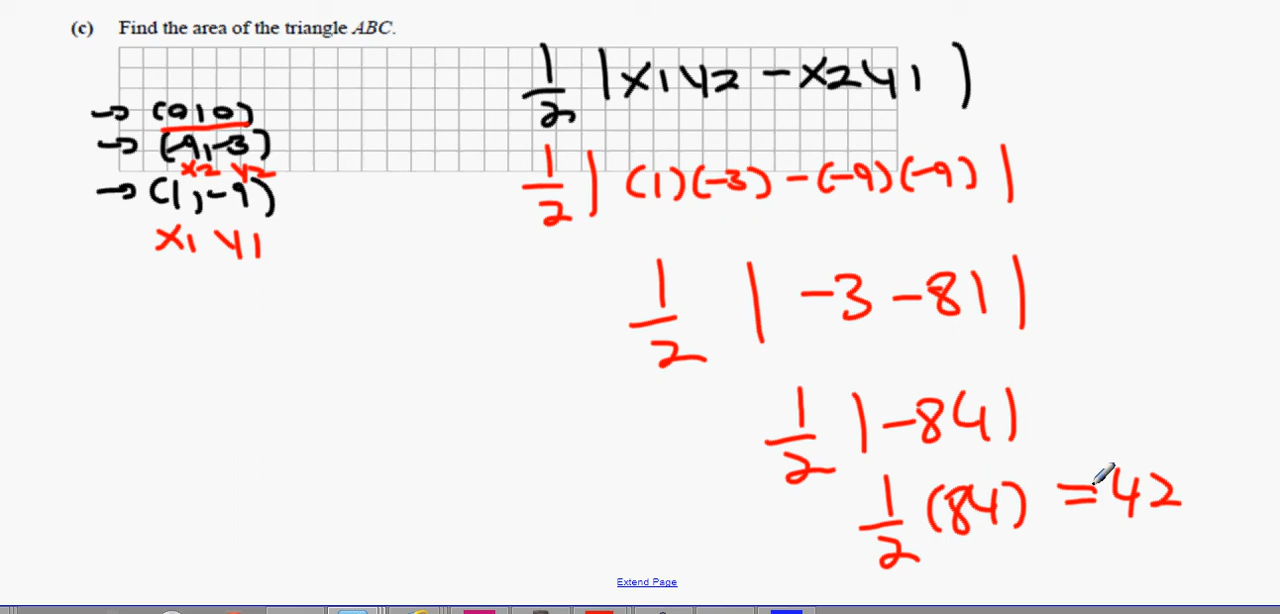 (c) Find the area of the triangle ABC.
1/2 |x1y2 - x2y1|
→ (0,0)
→ (-9,-3)
x2 y2
→ (1,-9)
x1 y1
1/2 | (1)(-3) - (-9)(-9) |
1/2 | -3 - 81 |
1/2 |-84|
1/2 (84) = 42
Extend Page